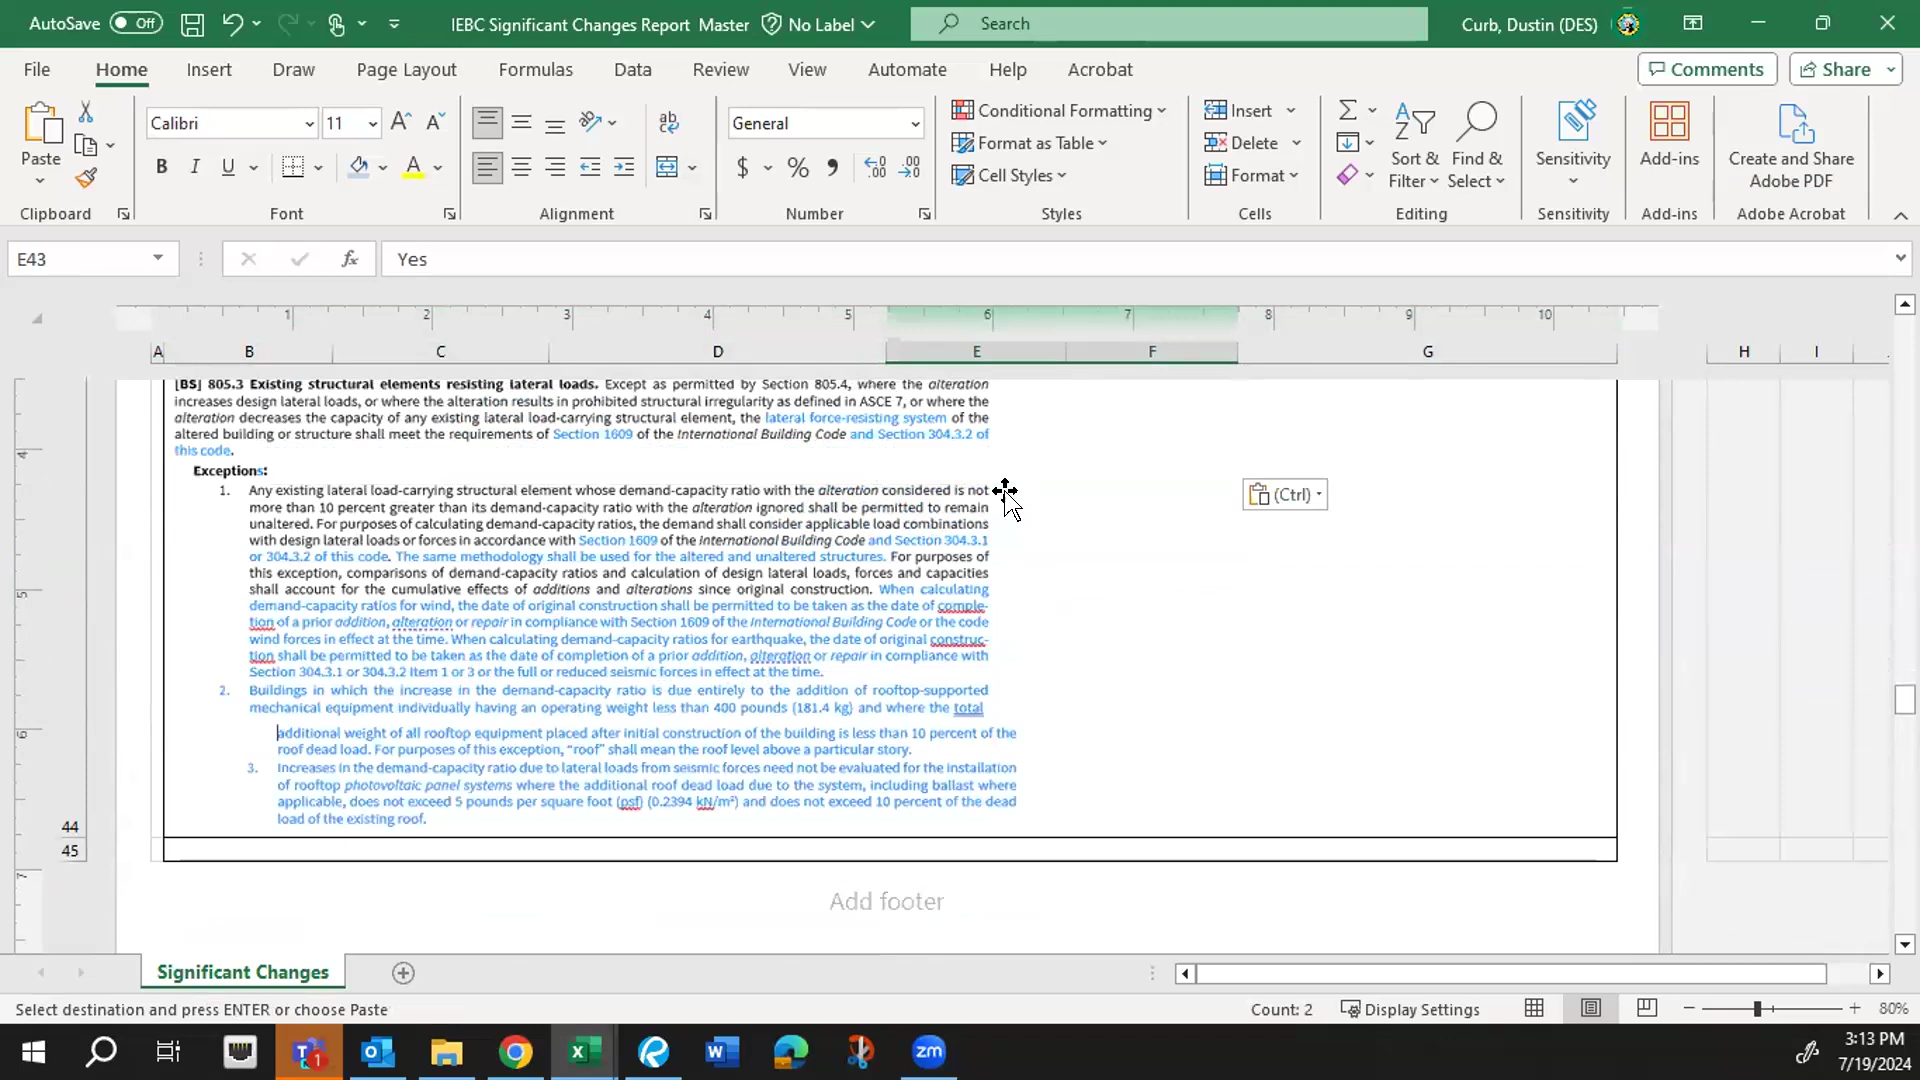 AutoSave Off IEBC Significant Changes Report Master No Label Search Curb, Dustin (DES)
File Home Insert Draw Page Layout Formulas Data Review View Automate Help Acrobat Comments Share
Paste
Clipboard
Calibri 11
B I U
Font
ab
Alignment
General
$ %
Number
Conditional Formatting
Format as Table
Cell Styles
Styles
Insert
Delete
Format
Cells
Sort & Filter
Find & Select
Editing
Sensitivity
Sensitivity
Add-ins
Add-ins
Create and Share Adobe PDF
Adobe Acrobat
E43 fx Yes
1 2 3 4 5 6 7 8 9 10
A B C D E F G H I
[BS] 805.3 Existing structural elements resisting lateral loads. Except as permitted by Section 805.4, where the alteration
increases design lateral loads, or where the alteration results in prohibited structural irregularity as defined in ASCE 7, or where the
alteration decreases the capacity of any existing lateral load-carrying structural element, the lateral force-resisting system of the
altered building or structure shall meet the requirements of Section 1609 of the International Building Code and Section 304.3.2 of
this code.
Exceptions:
1. Any existing lateral load-carrying structural element whose demand-capacity ratio with the alteration considered is not
more than 10 percent greater than its demand-capacity ratio with the alteration ignored shall be permitted to remain
unaltered. For purposes of calculating demand-capacity ratios, the demand shall consider applicable load combinations
with design lateral loads or forces in accordance with Section 1609 of the International Building Code and Section 304.3.1
or 304.3.2 of this code. The same methodology shall be used for the altered and unaltered structures. For purposes of
this exception, comparisons of demand-capacity ratios and calculation of design lateral loads, forces and capacities
shall account for the cumulative effects of additions and alterations since original construction. When calculating
demand-capacity ratios for wind, the date of original construction shall be permitted to be taken as the date of comple-
tion of a prior addition, alteration or repair in compliance with Section 1609 of the International Building Code or the code
wind forces in effect at the time. When calculating demand-capacity ratios for earthquake, the date of original construc-
tion shall be permitted to be taken as the date of completion of a prior addition, alteration or repair in compliance with
Section 304.3.1 or 304.3.2 Item 1 or 3 or the full or reduced seismic forces in effect at the time.
2. Buildings in which the increase in the demand-capacity ratio is due entirely to the addition of rooftop-supported
mechanical equipment individually having an operating weight less than 400 pounds (181.4 kg) and where the total
additional weight of all rooftop equipment placed after initial construction of the building is less than 10 percent of the
roof dead load. For purposes of this exception, “roof” shall mean the roof level above a particular story.
3. Increases in the demand-capacity ratio due to lateral loads from seismic forces need not be evaluated for the installation
of rooftop photovoltaic panel systems where the additional roof dead load due to the system, including ballast where
applicable, does not exceed 5 pounds per square foot (psf) (0.2394 kN/m²) and does not exceed 10 percent of the dead
load of the existing roof.
(Ctrl)
4
5
6
7
44
45
Add footer
Significant Changes
Select destination and press ENTER or choose Paste Count: 2 Display Settings 80%
3:13 PM
7/19/2024